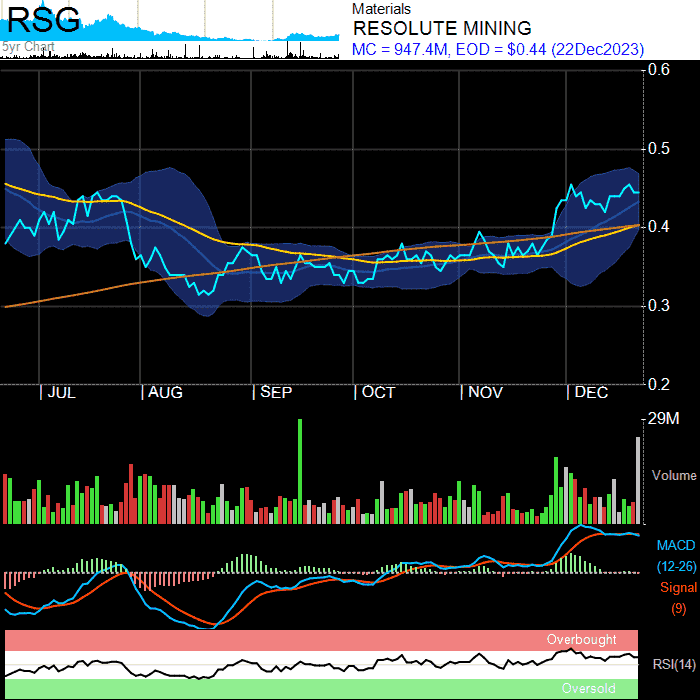 RSG
5yr Chart
Materials
RESOLUTE MINING
MC = 947.4M, EOD = $0.44 (22Dec2023)
0.6
0.5
0.4
0.3
0.2
JUL AUG SEP OCT NOV DEC
29M
Volume
MACD
(12-26)
Signal
(9)
Overbought
RSI(14)
Oversold